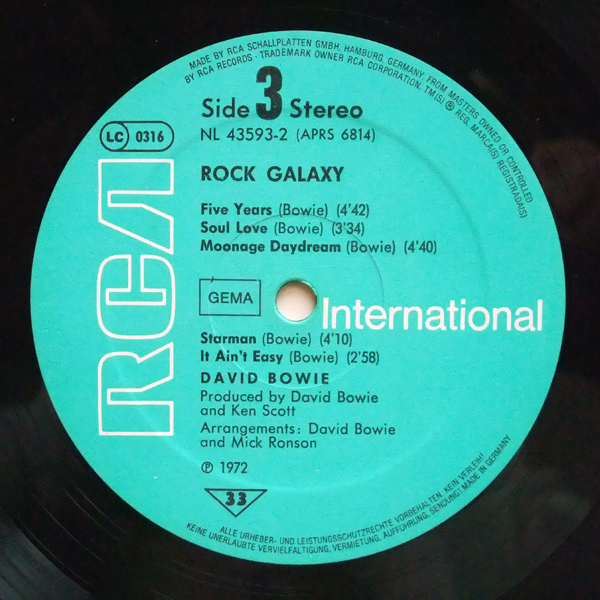 MADE BY RCA SCHALLPLATTEN GMBH, HAMBURG, GERMANY, FROM MASTERS OWNED OR CONTROLLED
BY RCA RECORDS · TRADEMARK OWNER RCA CORPORATION, TM(S) ® REG. MARCA(S) REGISTRADA(S)
Side 3 Stereo
NL 43593-2 (APRS 6814)
LC 0316
RCA
ROCK GALAXY
Five Years (Bowie) (4'42)
Soul Love (Bowie) (3'34)
Moonage Daydream (Bowie) (4'40)
GEMA
International
Starman (Bowie) (4'10)
It Ain't Easy (Bowie) (2'58)
DAVID BOWIE
Produced by David Bowie
and Ken Scott
Arrangements: David Bowie
and Mick Ronson
℗ 1972
33
ALLE URHEBER- UND LEISTUNGSSCHUTZRECHTE VORBEHALTEN. KEIN VERLEIH!
KEINE UNERLAUBTE VERVIELFÄLTIGUNG, VERMIETUNG, AUFFÜHRUNG, SENDUNG! MADE IN GERMANY